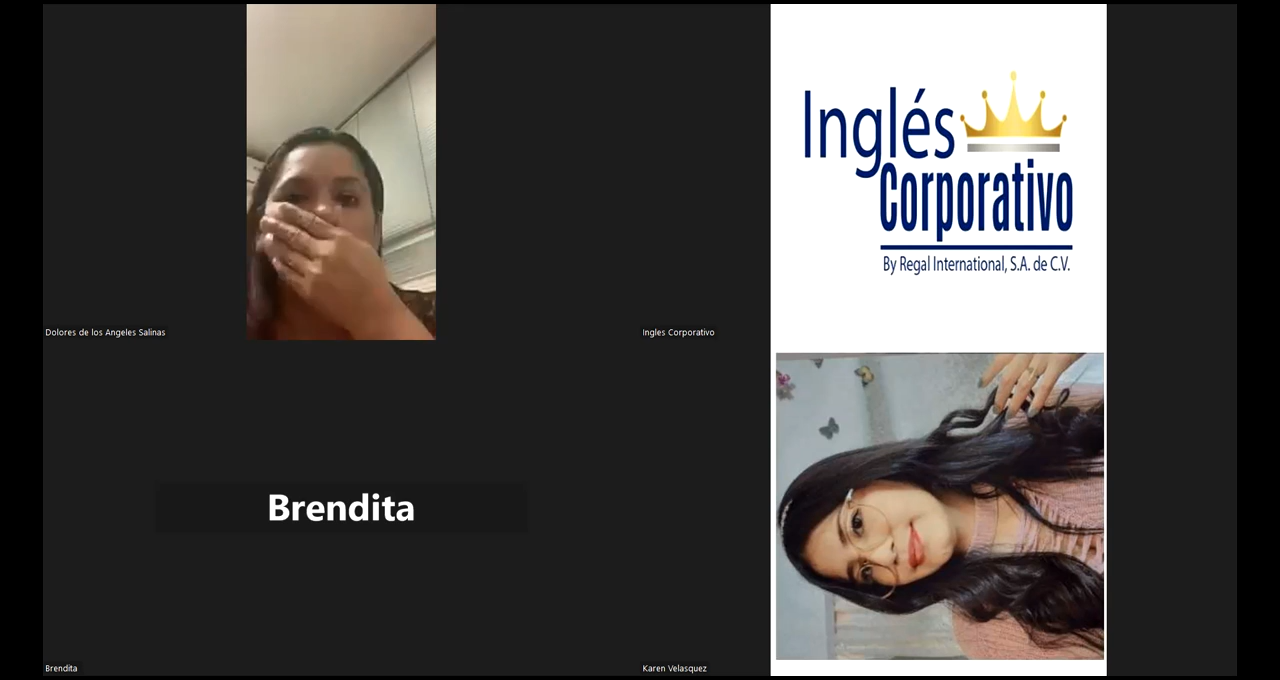 Inglés
Corporativo
By Regal International, S.A. de C.V.
Dolores de los Angeles Salinas
Ingles Corporativo
Brendita
Brendita
Karen Velasquez